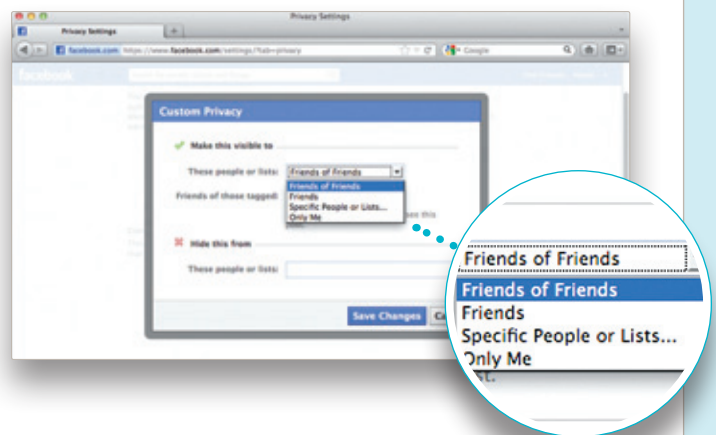 Privacy Settings
Privacy Settings
facebook.com https://www.facebook.com/settings/?tab=privacy
Google
facebook
Custom Privacy
Make this visible to
These people or lists: Friends of Friends
Friends of Friends
Friends of those tagged:
Friends
Specific People or Lists...
Only Me
see this
Hide this from
These people or lists:
Save Changes
Friends of Friends
Friends of Friends
Friends
Specific People or Lists...
Only Me